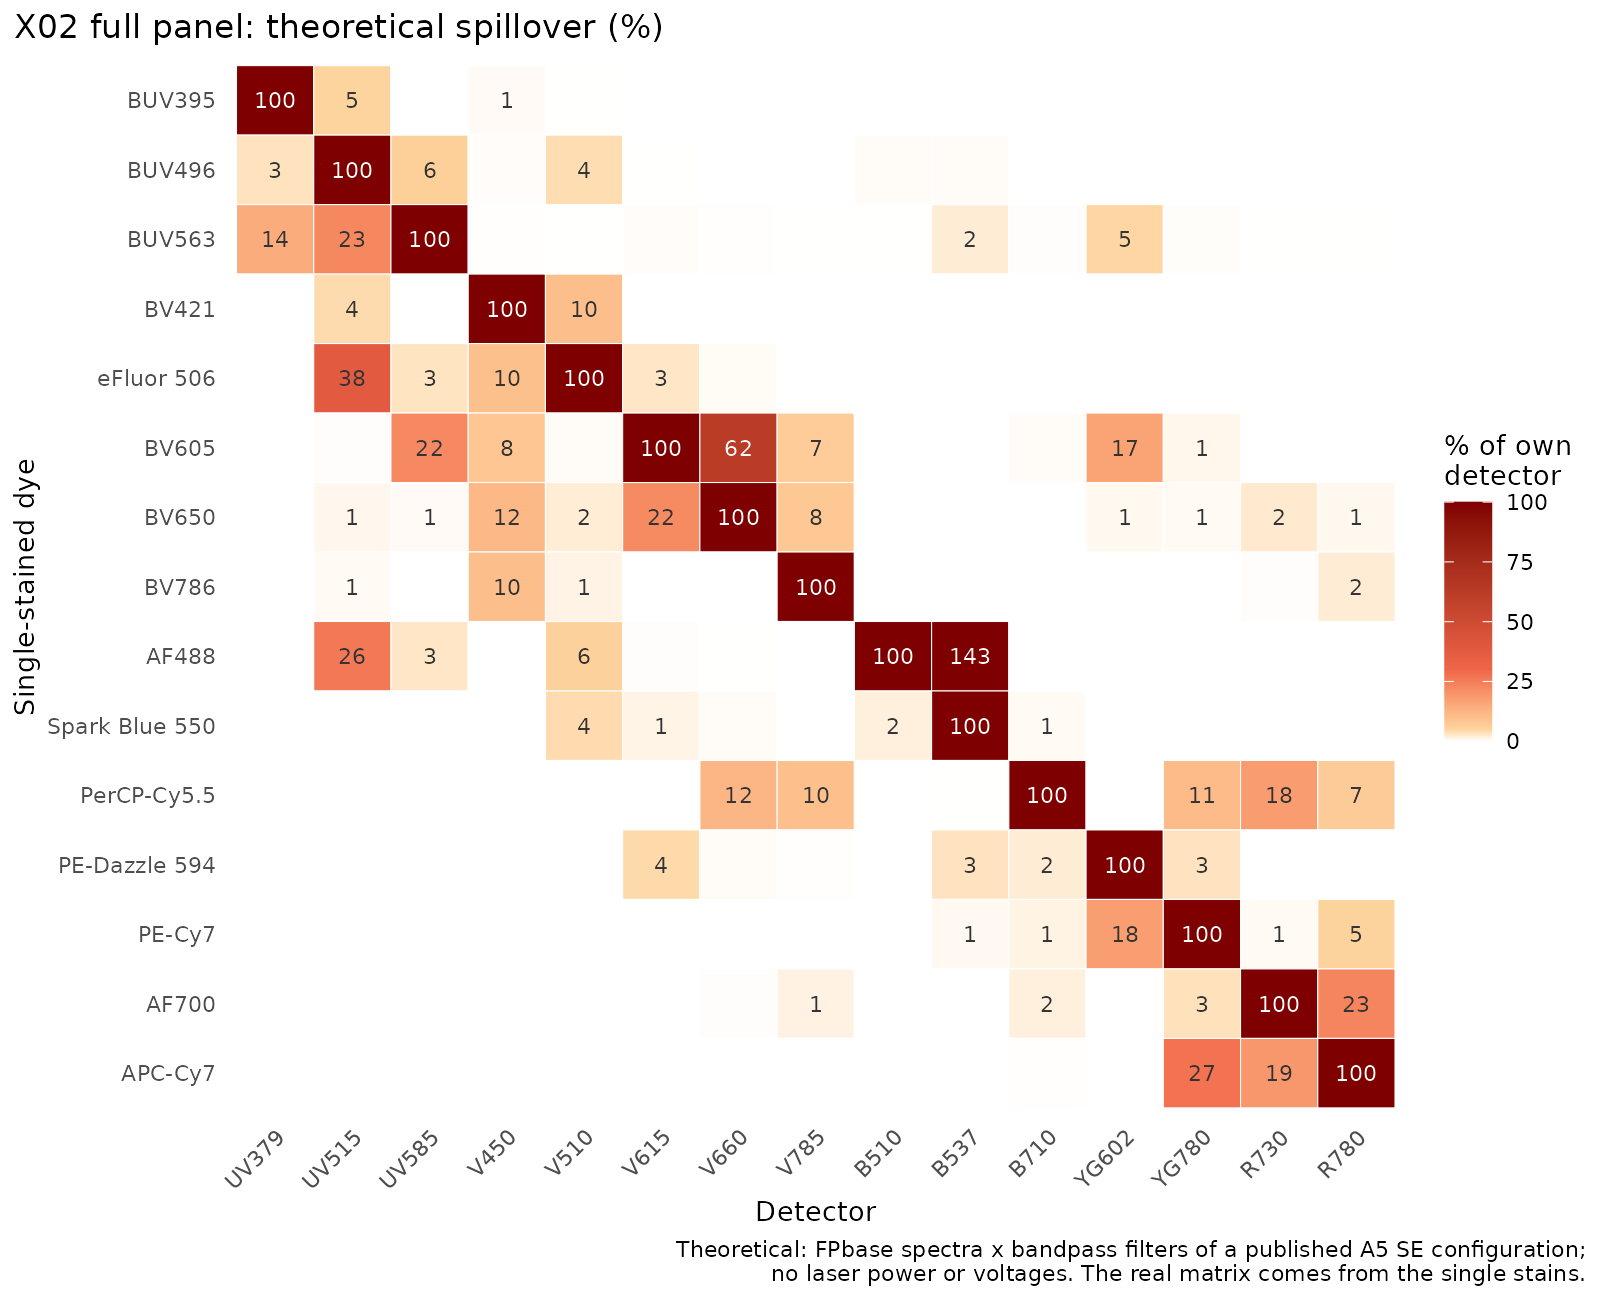 X02 full panel: theoretical spillover (%)
BUV395 100 5 1
BUV496 3 100 6 4
BUV563 14 23 100 2 5
BV421 4 100 10
eFluor 506 38 3 10 100 3
BV605 22 8 100 62 7 17 1
BV650 1 1 12 2 22 100 8 1 1 2 1
BV786 1 10 1 100 2
AF488 26 3 6 100 143
Spark Blue 550 4 1 2 100 1
PerCP-Cy5.5 12 10 100 11 18 7
PE-Dazzle 594 4 3 2 100 3
PE-Cy7 1 1 18 100 1 5
AF700 1 2 3 100 23
APC-Cy7 27 19 100
Single-stained dye
UV379 UV515 UV585 V450 V510 V615 V660 V785 B510 B537 B710 YG602 YG780 R730 R780
Detector
% of own
detector
100
75
50
25
0
Theoretical: FPbase spectra x bandpass filters of a published A5 SE configuration;
no laser power or voltages. The real matrix comes from the single stains.